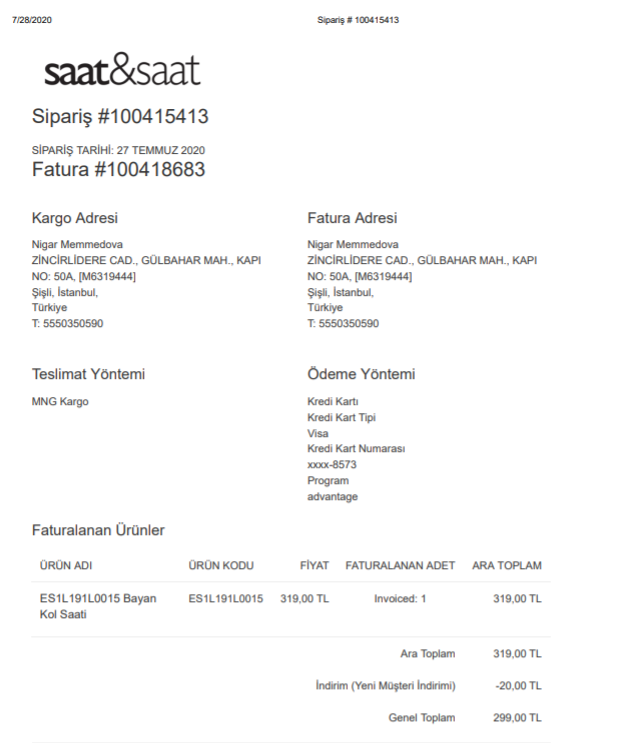 7/28/2020 Sipariş # 100415413
saat&saat
Sipariş #100415413
SİPARİŞ TARİHİ: 27 TEMMUZ 2020
Fatura #100418683
Kargo Adresi
Nigar Memmedova
ZİNCİRLİDERE CAD., GÜLBAHAR MAH., KAPI
NO: 50A, [M6319444]
Şişli, İstanbul,
Türkiye
T: 5550350590
Fatura Adresi
Nigar Memmedova
ZİNCİRLİDERE CAD., GÜLBAHAR MAH., KAPI
NO: 50A, [M6319444]
Şişli, İstanbul,
Türkiye
T: 5550350590
Teslimat Yöntemi
MNG Kargo
Ödeme Yöntemi
Kredi Kartı
Kredi Kart Tipi
Visa
Kredi Kart Numarası
xxxx-8573
Program
advantage
Faturalanan Ürünler
ÜRÜN ADI ÜRÜN KODU FİYAT FATURALANAN ADET ARA TOPLAM
ES1L191L0015 Bayan ES1L191L0015 319,00 TL Invoiced: 1 319,00 TL
Kol Saati
Ara Toplam 319,00 TL
İndirim (Yeni Müşteri İndirimi) -20,00 TL
Genel Toplam 299,00 TL